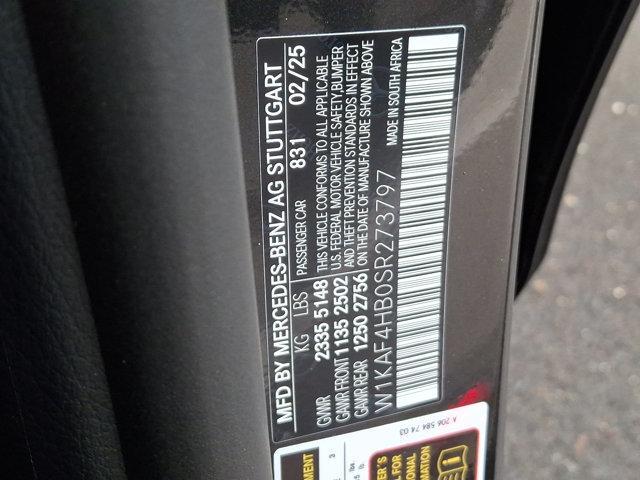 MFD BY MERCEDES-BENZ AG STUTTGART
KG LBS PASSENGER CAR 831 02/25
GVWR 2335 5148 THIS VEHICLE CONFORMS TO ALL APPLICABLE
GAWR FRONT 1135 2502 U.S. FEDERAL MOTOR VEHICLE SAFETY, BUMPER
AND THEFT PREVENTION STANDARDS IN EFFECT
GAWR REAR 1250 2756 ON THE DATE OF MANUFACTURE SHOWN ABOVE
W1KAF4HB0SR273797 MADE IN SOUTH AFRICA
A 206 584 74 03